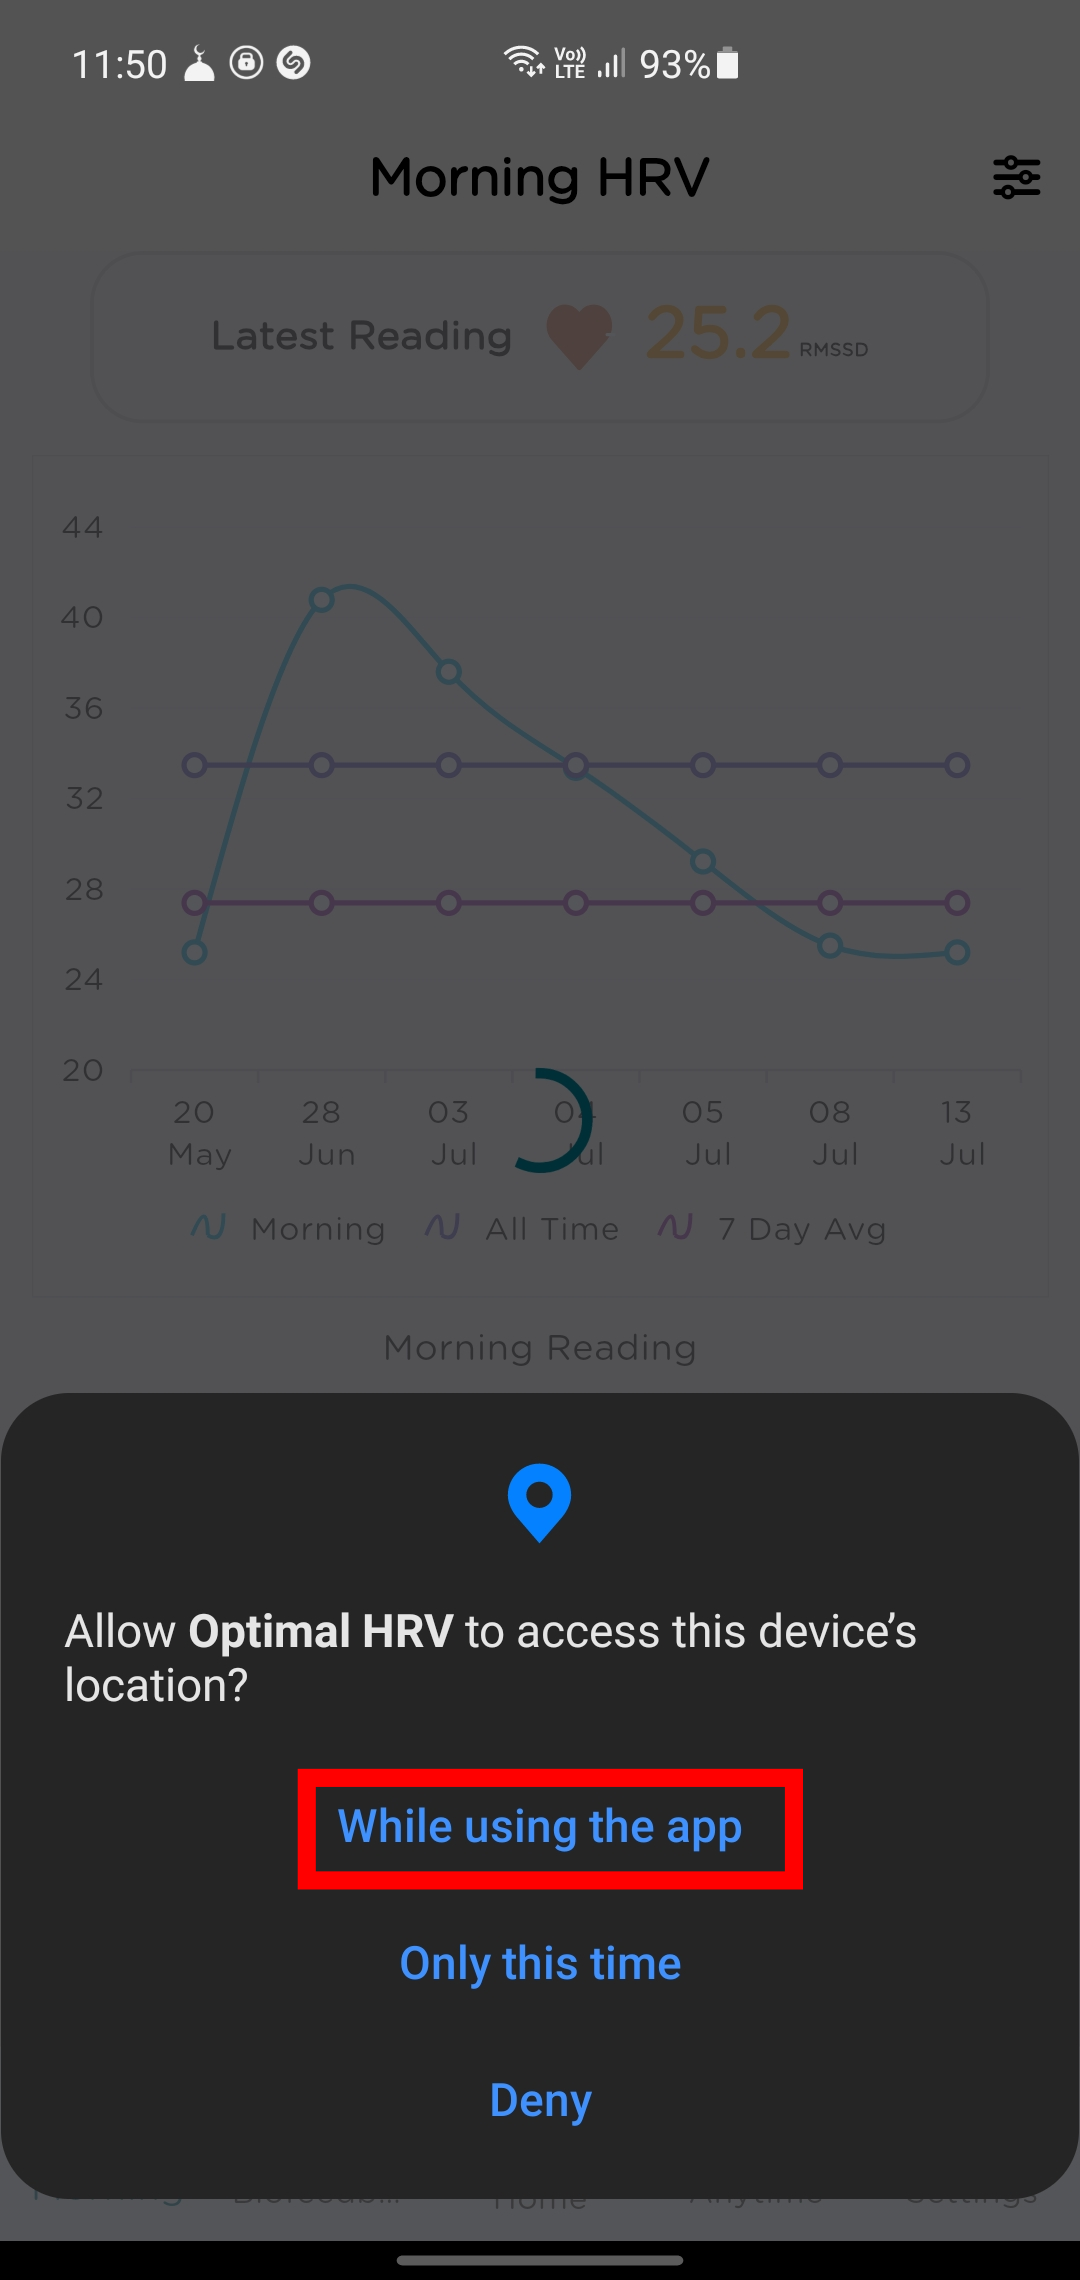 11:50 Vo)) LTE 93%
Morning HRV
Latest Reading 25.2 RMSSD
44
40
36
32
28
24
20
20 28 03 04 05 08 13
May Jun Jul Jul Jul Jul Jul
Morning All Time 7 Day Avg
Morning Reading
Allow Optimal HRV to access this device’s
location?
While using the app
Only this time
Deny
Home Anytime Settings